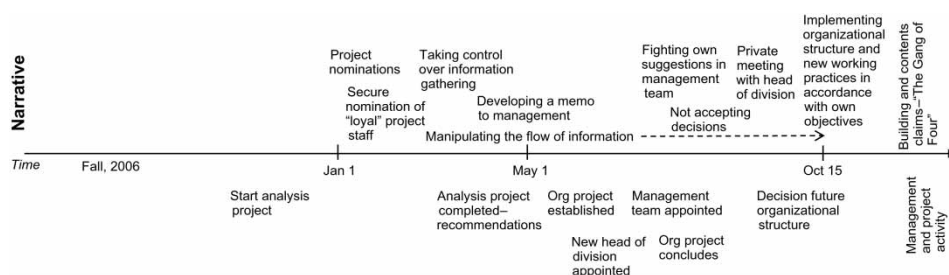 Narrative
Project
nominations
Secure
nomination of
“loyal” project
staff
Taking control
over information
gathering
Developing a memo
to management
Manipulating the flow of information
Fighting own
suggestions in
management
team
Not accepting
decisions
Private
meeting
with head
of division
Implementing
organizational
structure and
new working
practices in
accordance
with own
objectives
Building and contents
claims–“The Gang of
Four”
Time
Fall, 2006
Jan 1
May 1
Oct 15
Start analysis
project
Analysis project
completed–
recommendations
Org project
established
New head of
division
appointed
Management
team appointed
Org project
concludes
Decision future
organizational
structure
Management
and project
activity